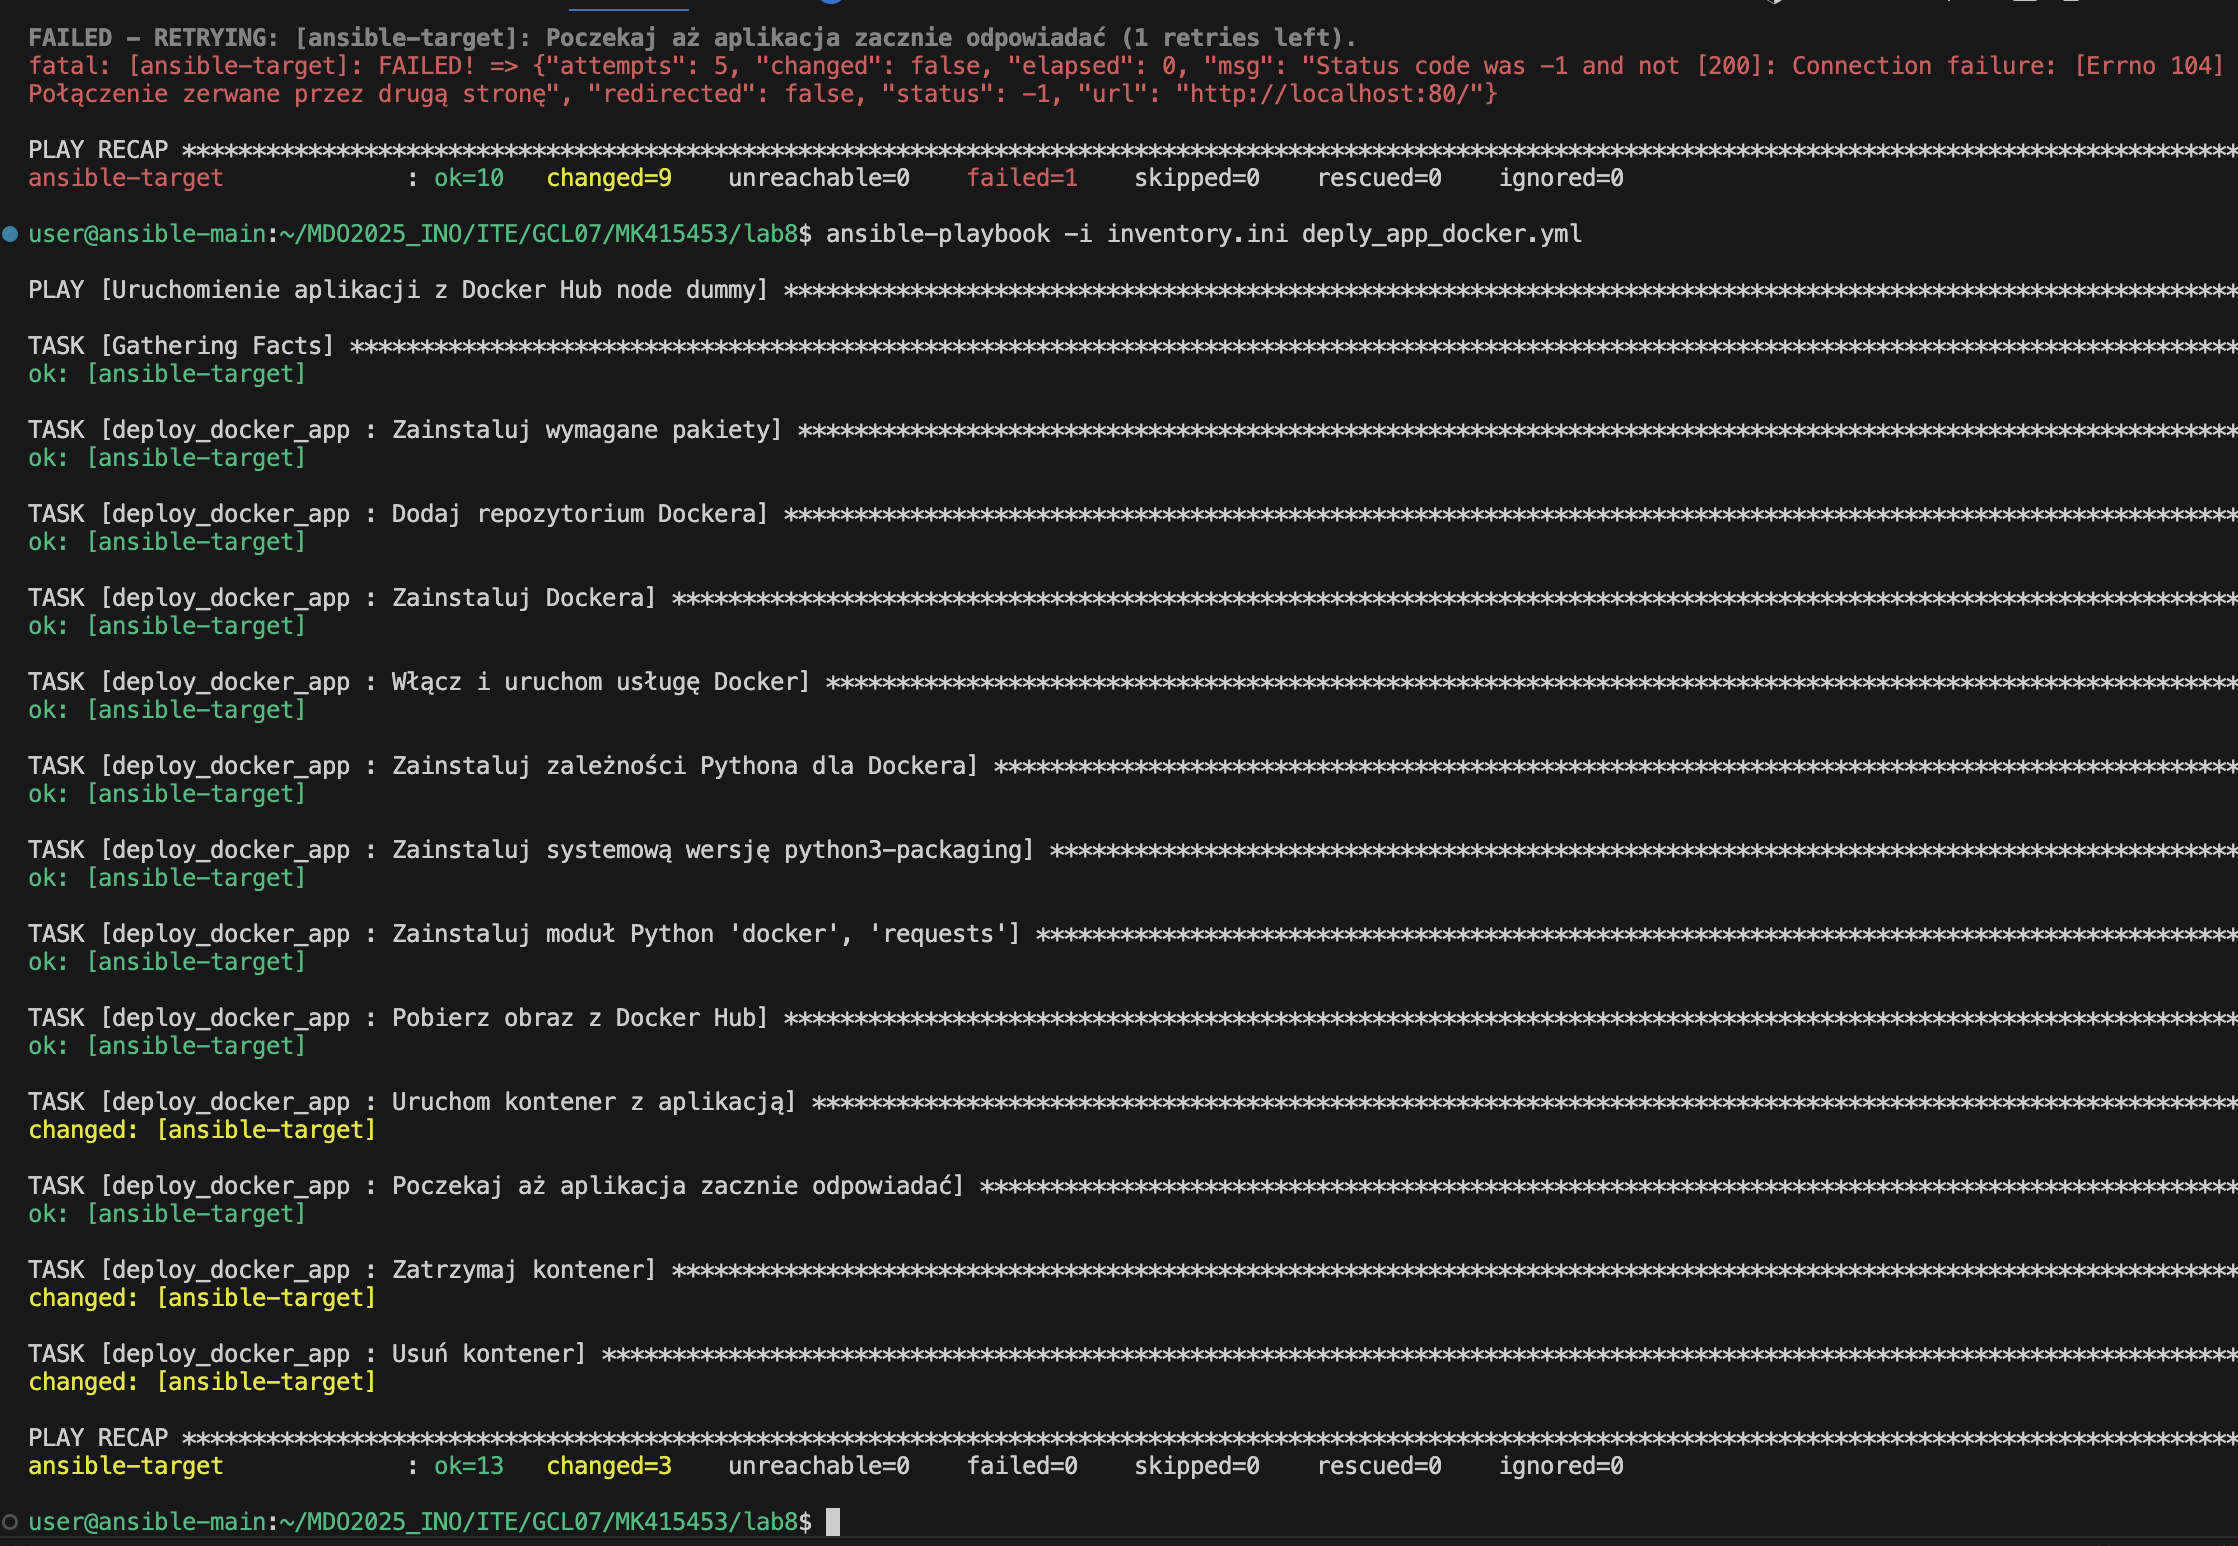 FAILED - RETRYING: [ansible-target]: Poczekaj aż aplikacja zacznie odpowiadać (1 retries left).
fatal: [ansible-target]: FAILED! => {"attempts": 5, "changed": false, "elapsed": 0, "msg": "Status code was -1 and not [200]: Connection failure: [Errno 104]
Połączenie zerwane przez drugą stronę", "redirected": false, "status": -1, "url": "http://localhost:80/"}
PLAY RECAP ***************************************************************************************************************************************************
ansible-target             : ok=10   changed=9    unreachable=0    failed=1    skipped=0    rescued=0    ignored=0
user@ansible-main:~/MDO2025_INO/ITE/GCL07/MK415453/lab8$ ansible-playbook -i inventory.ini deply_app_docker.yml
PLAY [Uruchomienie aplikacji z Docker Hub node dummy] ********************************************************************************************************
TASK [Gathering Facts] ***************************************************************************************************************************************
ok: [ansible-target]
TASK [deploy_docker_app : Zainstaluj wymagane pakiety] *******************************************************************************************************
ok: [ansible-target]
TASK [deploy_docker_app : Dodaj repozytorium Dockera] ********************************************************************************************************
ok: [ansible-target]
TASK [deploy_docker_app : Zainstaluj Dockera] ****************************************************************************************************************
ok: [ansible-target]
TASK [deploy_docker_app : Włącz i uruchom usługę Docker] *****************************************************************************************************
ok: [ansible-target]
TASK [deploy_docker_app : Zainstaluj zależności Pythona dla Dockera] *****************************************************************************************
ok: [ansible-target]
TASK [deploy_docker_app : Zainstaluj systemową wersję python3-packaging] *************************************************************************************
ok: [ansible-target]
TASK [deploy_docker_app : Zainstaluj moduł Python 'docker', 'requests'] **************************************************************************************
ok: [ansible-target]
TASK [deploy_docker_app : Pobierz obraz z Docker Hub] ********************************************************************************************************
ok: [ansible-target]
TASK [deploy_docker_app : Uruchom kontener z aplikacją] ******************************************************************************************************
changed: [ansible-target]
TASK [deploy_docker_app : Poczekaj aż aplikacja zacznie odpowiadać] ******************************************************************************************
ok: [ansible-target]
TASK [deploy_docker_app : Zatrzymaj kontener] ****************************************************************************************************************
changed: [ansible-target]
TASK [deploy_docker_app : Usuń kontener] *********************************************************************************************************************
changed: [ansible-target]
PLAY RECAP ***************************************************************************************************************************************************
ansible-target             : ok=13   changed=3    unreachable=0    failed=0    skipped=0    rescued=0    ignored=0
user@ansible-main:~/MDO2025_INO/ITE/GCL07/MK415453/lab8$